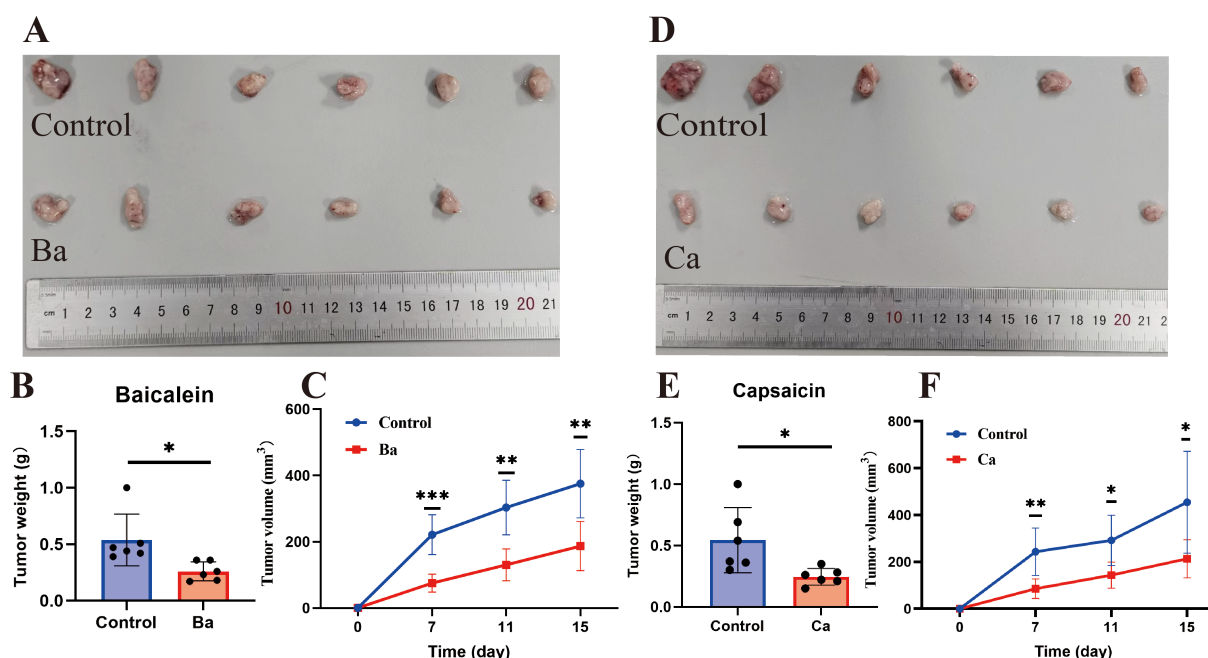 A
Control
Ba
cm 1 2 3 4 5 6 7 8 9 10 11 12 13 14 15 16 17 18 19 20 21
D
Control
Ca
cm 1 2 3 4 5 6 7 8 9 10 11 12 13 14 15 16 17 18 19 20 21 2
B
Baicalein
Tumor weight (g)
1.5
1.0
0.5
0.0
*
Control Ba
C
Tumor volume (mm³)
600
400
200
0
Control
Ba
*** ** **
0 7 11 15
Time (day)
E
Capsaicin
Tumor weight (g)
1.5
1.0
0.5
0.0
*
Control Ca
F
Tumor volume (mm³)
800
600
400
200
0
Control
Ca
** * *
0 7 11 15
Time (day)